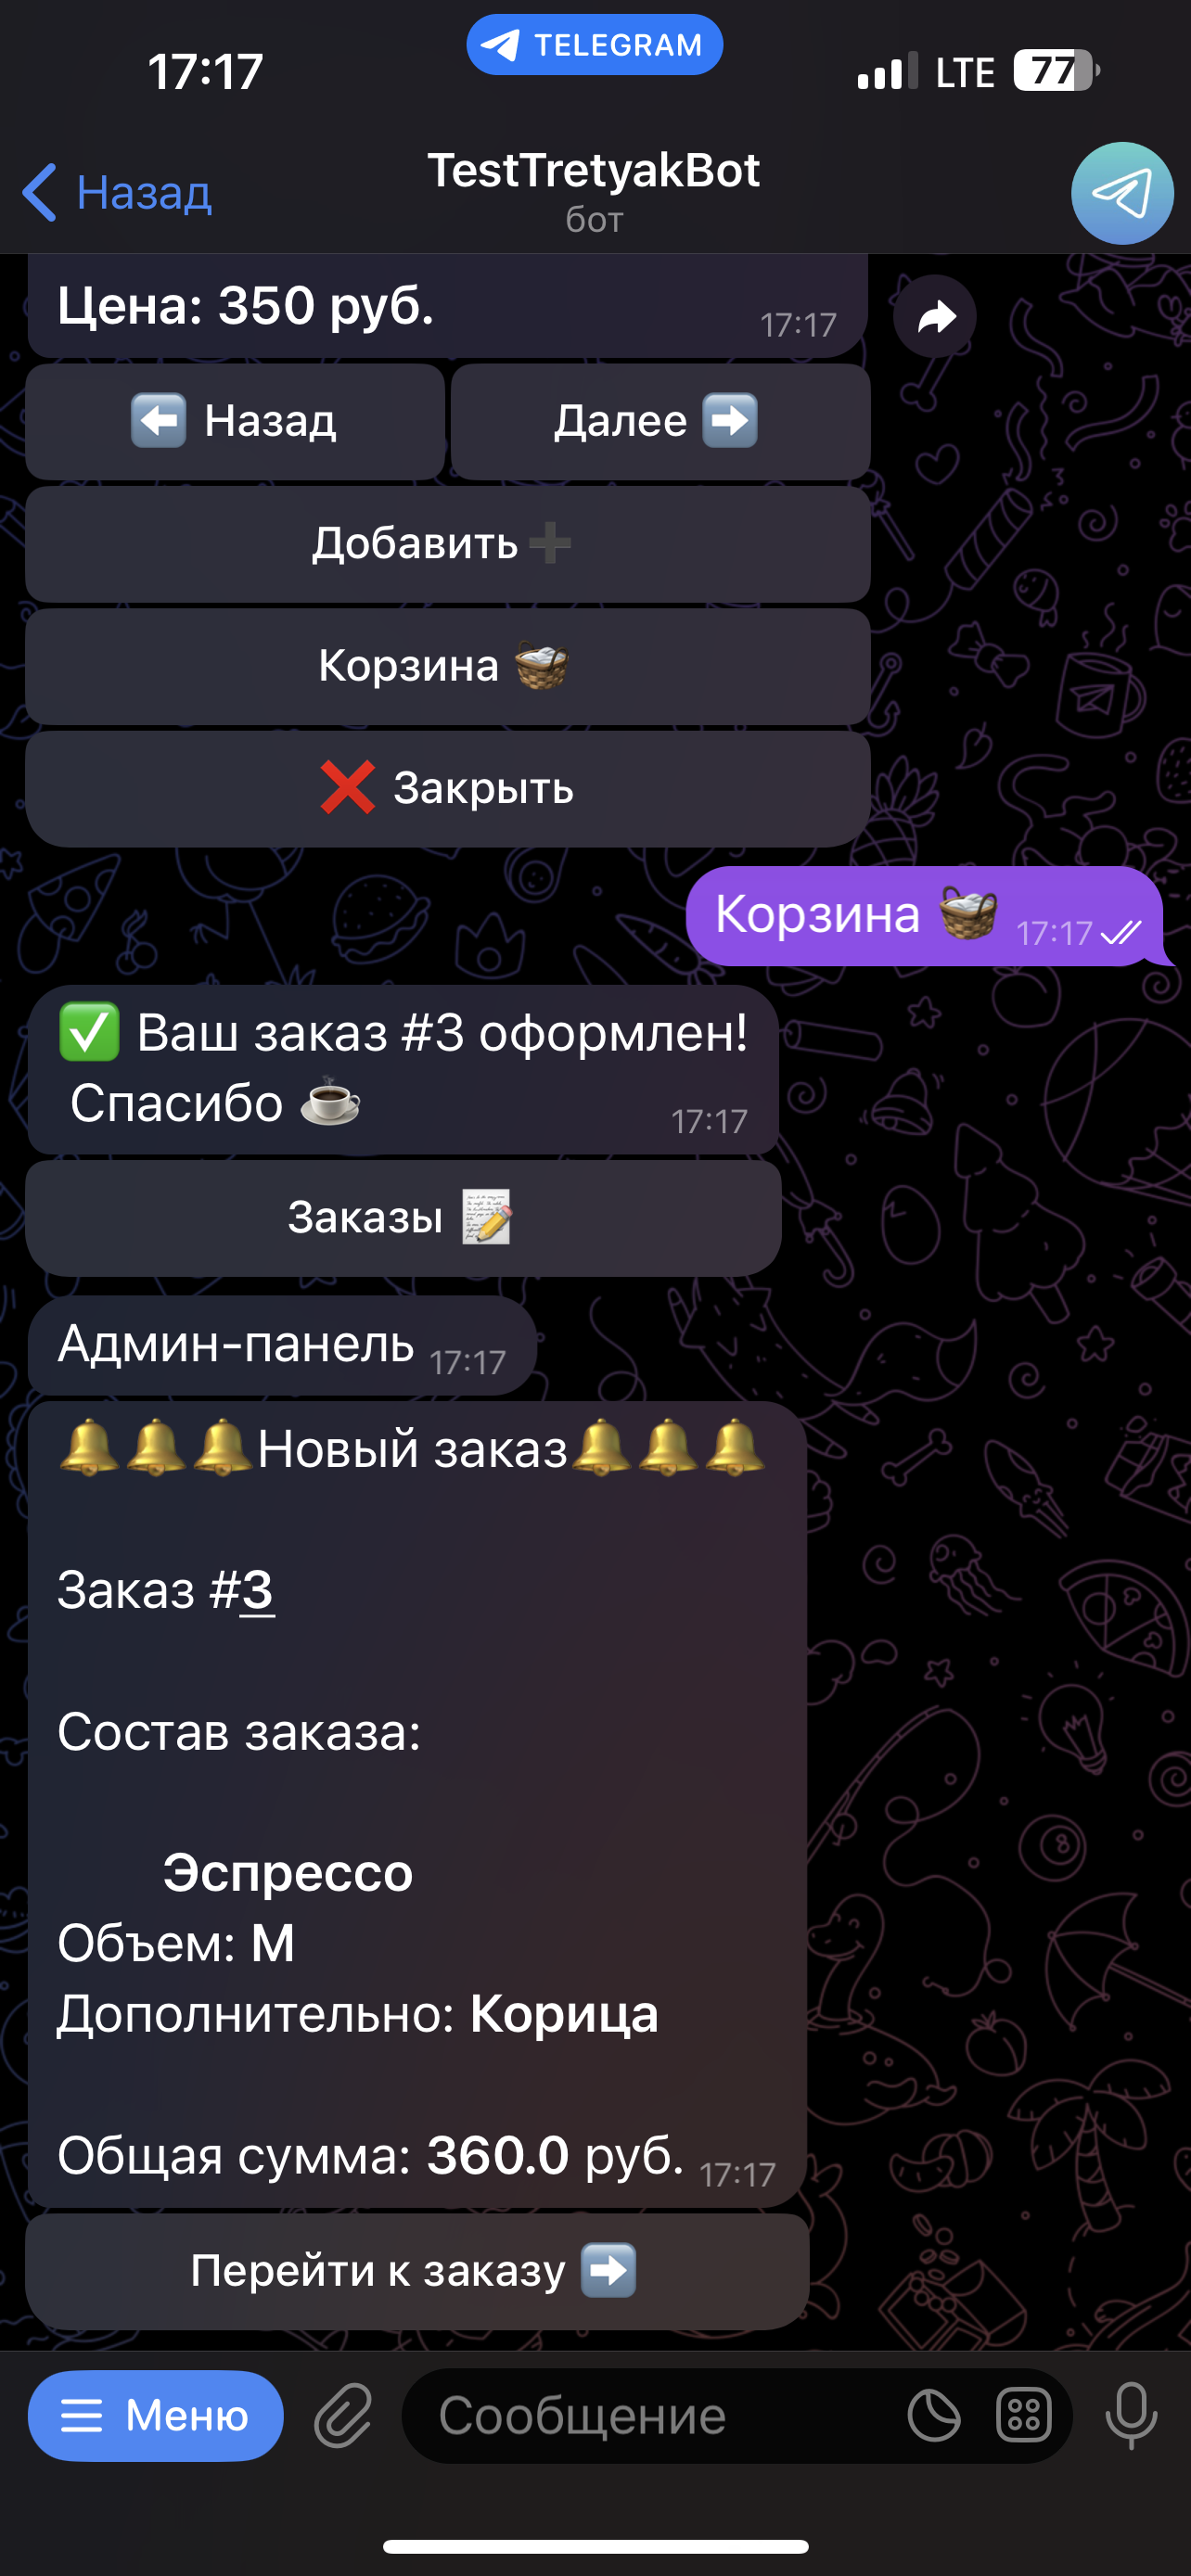 17:17
TELEGRAM
LTE
77
Назад
TestTretyakBot
бот
Цена: 350 руб.
17:17
⬅️ Назад
Далее ➡️
Добавить ➕
Корзина 🧺
❌ Закрыть
Корзина 🧺 17:17
✅ Ваш заказ #3 оформлен!
Спасибо ☕ 17:17
Заказы 📝
Админ-панель 17:17
🔔🔔🔔Новый заказ🔔🔔🔔
Заказ #3
Состав заказа:
Эспрессо
Объем: M
Дополнительно: Корица
Общая сумма: 360.0 руб. 17:17
Перейти к заказу ➡️
Меню
Сообщение